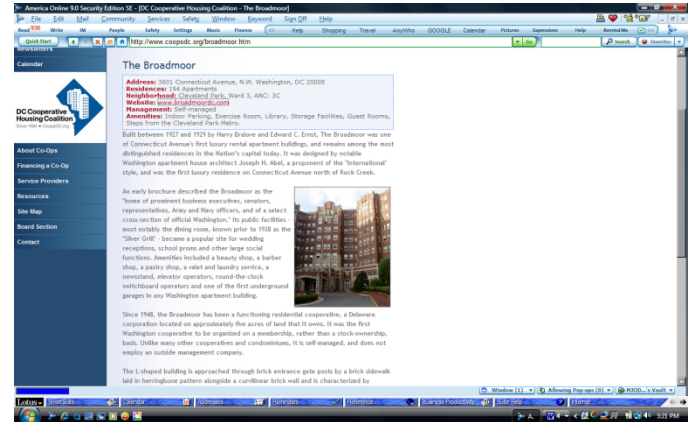 America Online 9.0 Security Edition SE - [DC Cooperative Housing Coalition - The Broadmoor]
File Edit Mail Community Services Safety Window Keyword Sign Off Help
Read 936 Write IM People Safety Settings Music Music Finance << Help Shopping Travel AnyWho GOOGLE Calendar Pictures Expressions Help Remind Me
Quick Start http://www.coopsdc.org/broadmoor.htm Go Search Favorites
Newsletters
Calendar
DC Cooperative
Housing Coalition
About Co-Ops
Financing a Co-Op
Service Providers
Resources
Site Map
Board Section
Contact
The Broadmoor
Address: 3601 Connecticut Avenue, N.W. Washington, DC 20008
Residences: 194 Apartments
Neighborhood: Cleveland Park, Ward 3, ANC: 3C
Website: www.broadmoordc.com
Management: Self-managed
Amenities: Indoor Parking, Exercise Room, Library, Storage Facilities, Guest Rooms,
Steps from the Cleveland Park Metro.
Built between 1927 and 1929 by Harry Bralove and Edward C. Ernst, The Broadmoor was one
of Connecticut Avenue's first luxury rental apartment buildings, and remains among the most
distinguished residences in the Nation's capital today. It was designed by notable
Washington apartment house architect Joseph H. Abel, a proponent of the "International"
style, and was the first luxury residence on Connecticut Avenue north of Rock Creek.
An early brochure described the Broadmoor as the
"home of prominent business executives, senators,
representatives, Army and Navy officers, and of a select
cross-section of official Washington." Its public facilities -
most notably the dining room, known prior to 1938 as the
"Silver Grill" - became a popular site for wedding
receptions, school proms and other large social
functions. Amenities included a beauty shop, a barber
shop, a pastry shop, a valet and laundry service, a
newsstand, elevator operators, round-the-clock
switchboard operators and one of the first underground
garages in any Washington apartment building.
Since 1948, the Broadmoor has been a functioning residential cooperative, a Delaware
corporation located on approximately five acres of land that it owns. It was the first
Washington cooperative to be organized on a membership, rather than a stock-ownership,
basis. Unlike many other cooperatives and condominiums, it is self-managed, and does not
employ an outside management company.
The L-shaped building is approached through brick entrance gate posts by a brick sidewalk
laid in herringbone pattern alongside a curvilinear brick wall and is characterized by
Window (1) Allowing Pop-ups (0) MJOD...'s Vault
Lotus SmartSuite Calendar Addresses Reminders Reference Business Productivity Suite Help Internet
A. 3:21 PM